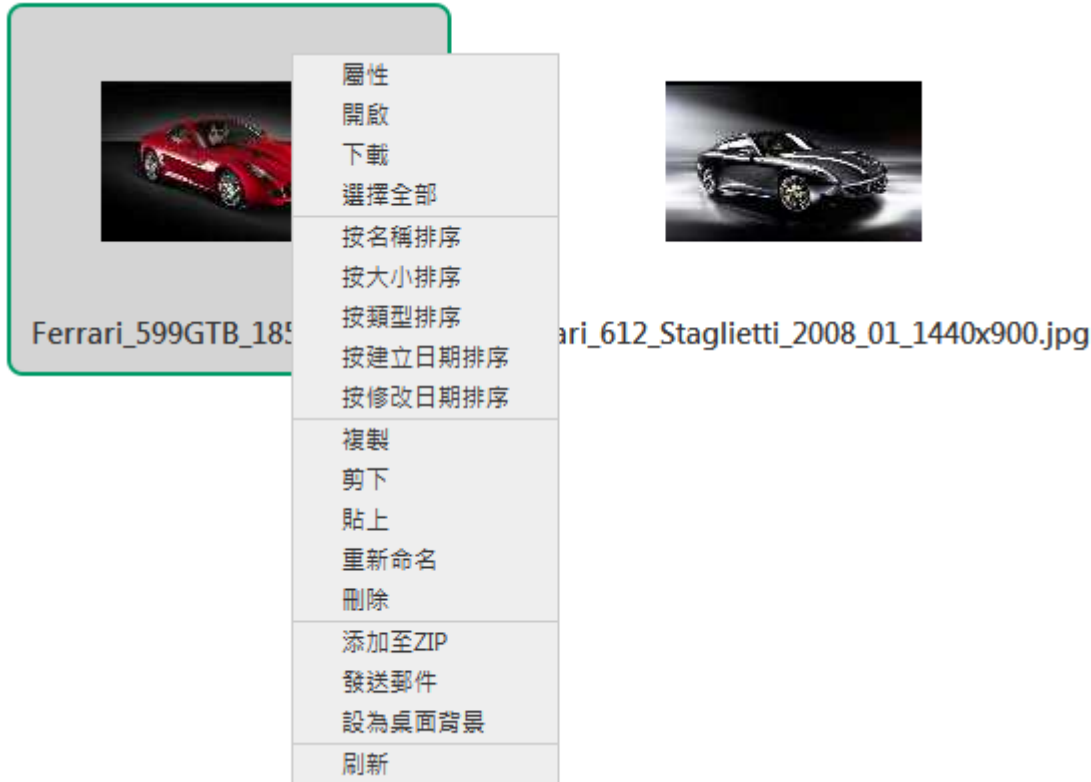 屬性
開啟
下載
選擇全部
按名稱排序
按大小排序
按類型排序
按建立日期排序
按修改日期排序
複製
剪下
貼上
重新命名
刪除
添加至ZIP
發送郵件
設為桌面背景
刷新
Ferrari_599GTB_185
ari_612_Staglietti_2008_01_1440x900.jpg